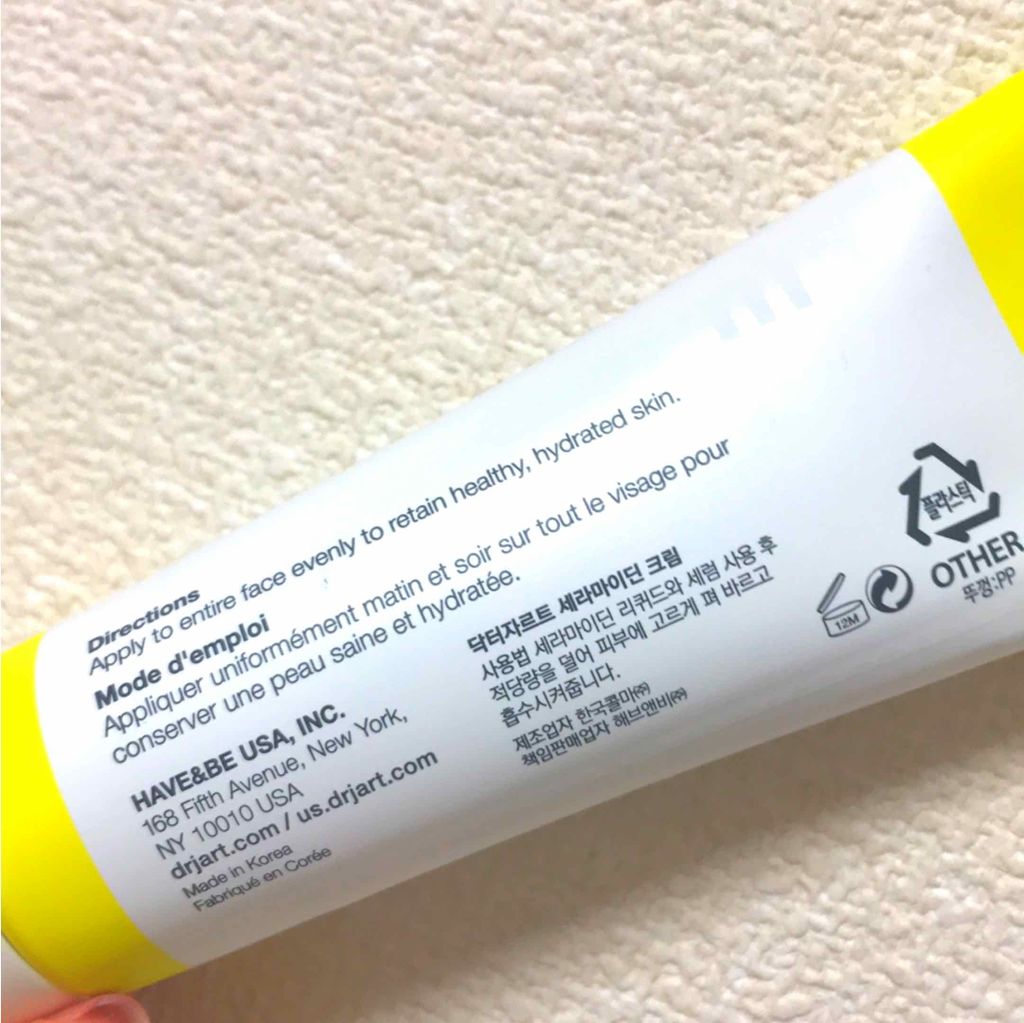 Directions
Apply to entire face evenly to retain healthy, hydrated skin.
Mode d'emploi
Appliquer uniformément matin et soir sur tout le visage pour
conserver une peau saine et hydratée.
HAVE&BE USA, INC.
168 Fifth Avenue, New York,
NY 10010 USA
drjart.com / us.drjart.com
Made in Korea
Fabriqué en Corée
닥터자르트 세라마이딘 크림
사용법 세라마이딘 리퀴드와 세럼 사용 후
적당량을 덜어 피부에 고르게 펴 바르고
흡수시켜줍니다.
제조업자 한국콜마㈜
책임판매업자 해브앤비㈜
12M
플라스틱
OTHER
뚜껑:PP